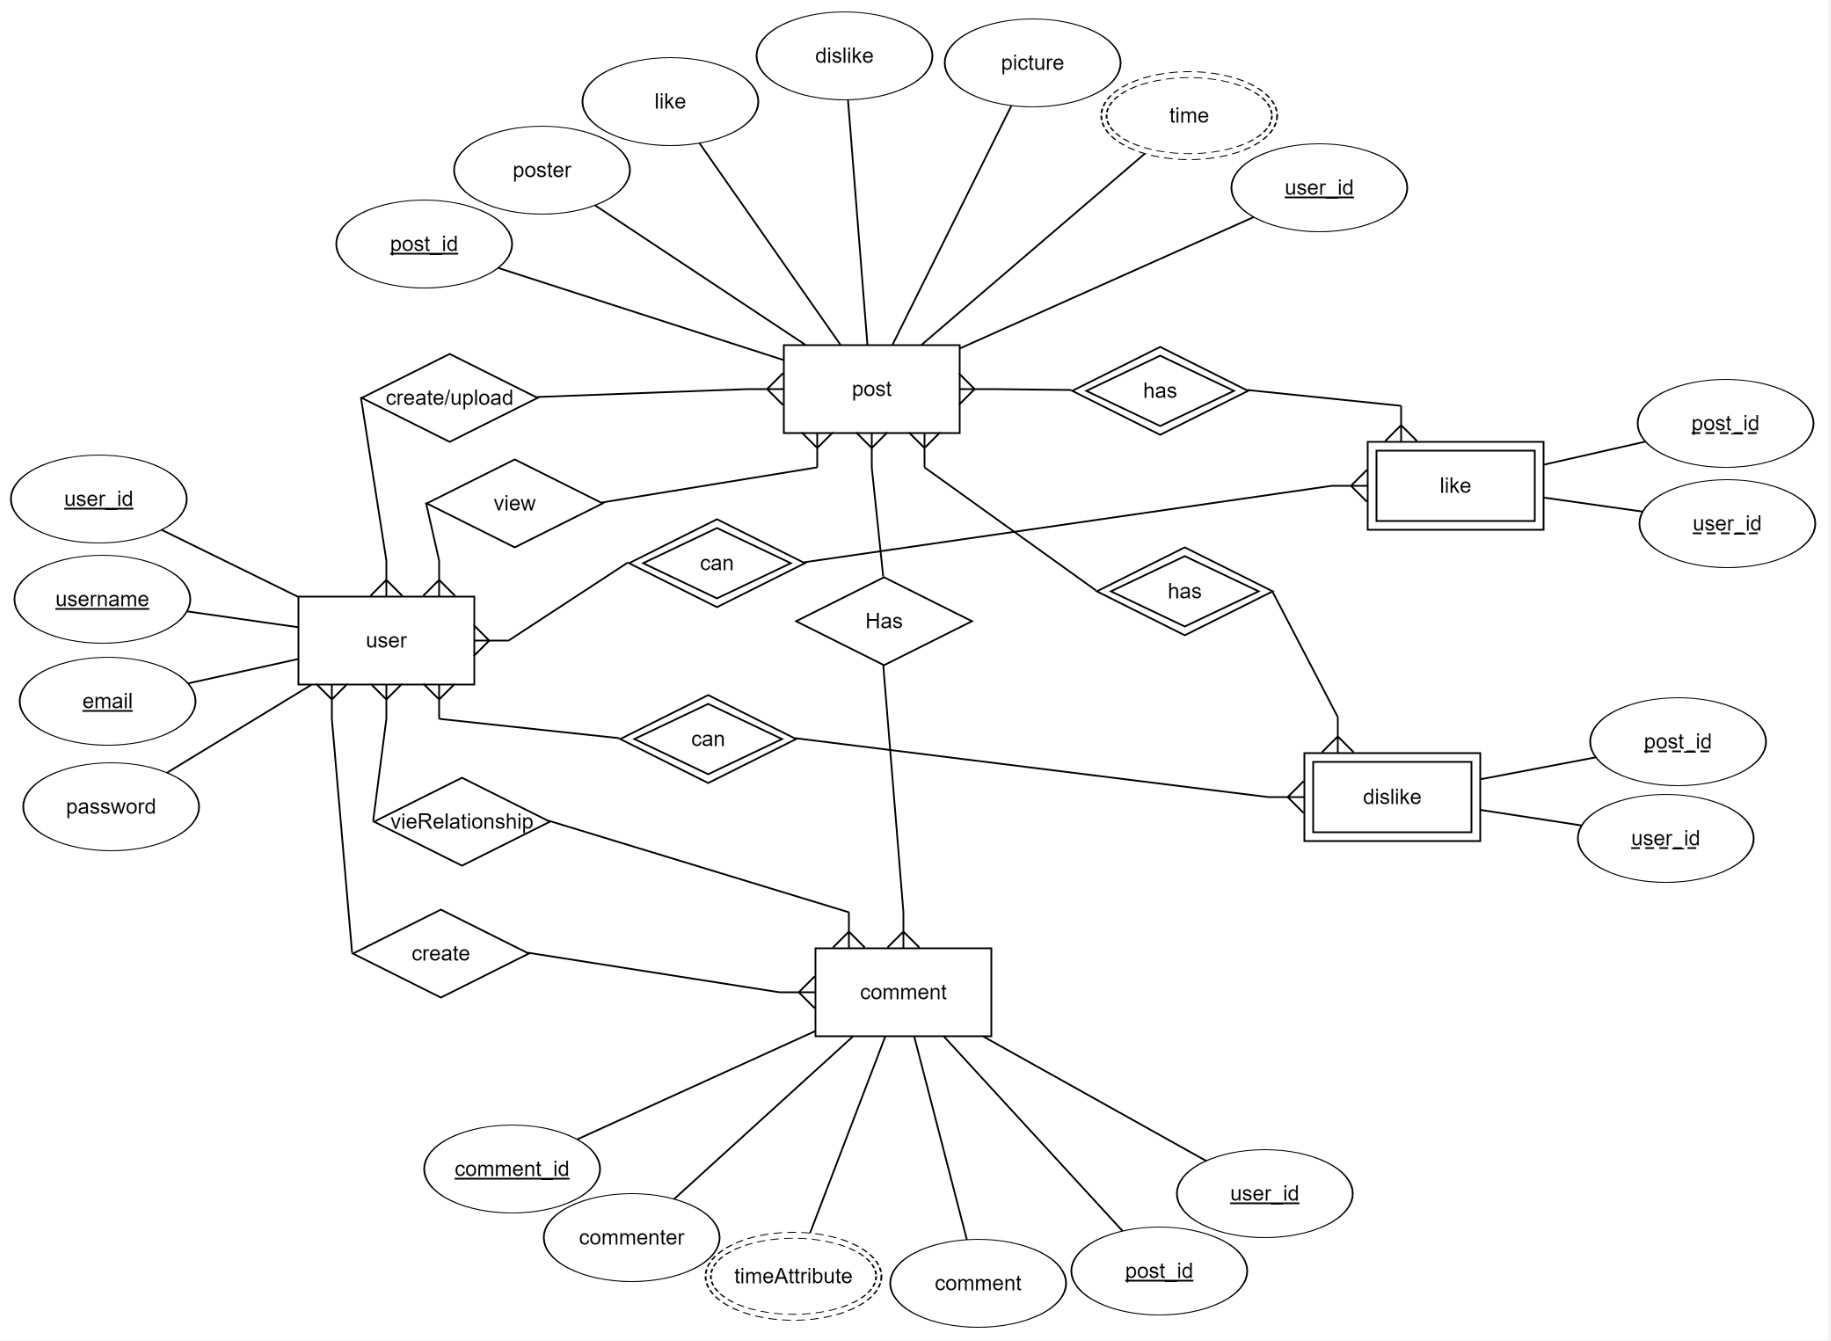 dislike
picture
like
time
poster
user_id
post_id
create/upload
post
has
post_id
view
like
user_id
user_id
can
has
username
Has
user
email
can
post_id
password
vieRelationship
dislike
user_id
create
comment
comment_id
user_id
commenter
timeAttribute
comment
post_id